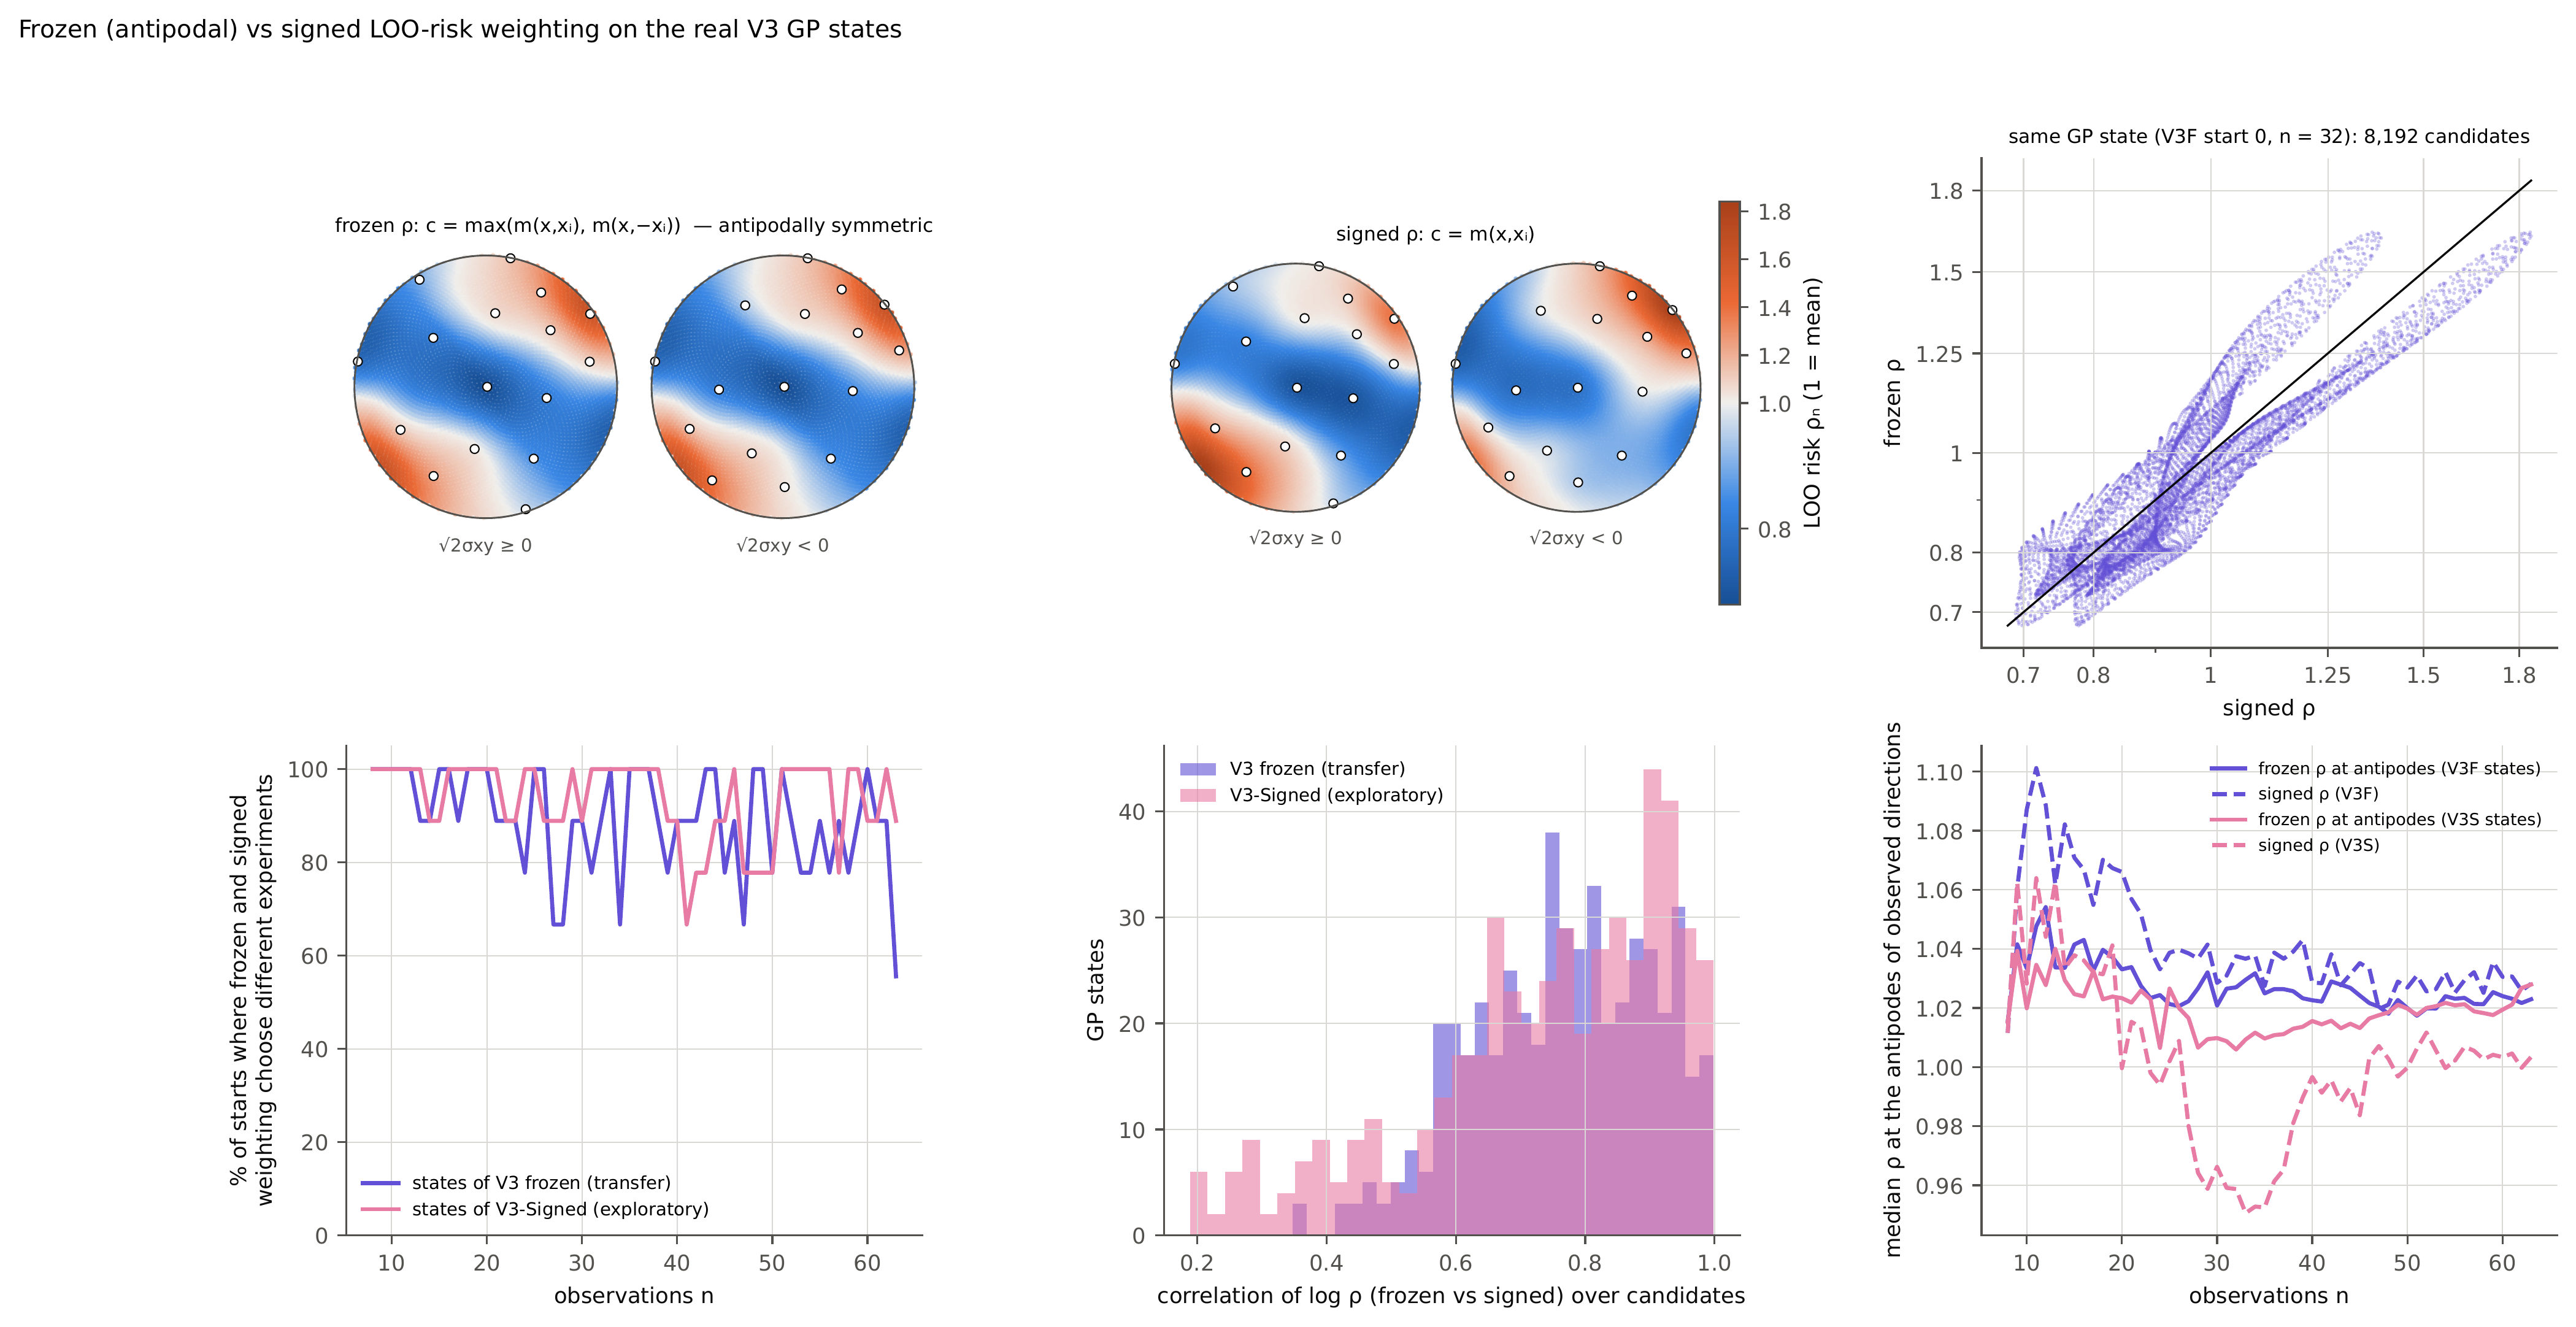 Frozen (antipodal) vs signed LOO-risk weighting on the real V3 GP states
frozen ρ: c = max(m(x,xᵢ), m(x,−xᵢ)) — antipodally symmetric
√2σxy ≥ 0
√2σxy < 0
signed ρ: c = m(x,xᵢ)
√2σxy ≥ 0
√2σxy < 0
1.8
1.6
1.4
1.2
1.0
0.8
LOO risk ρₙ (1 = mean)
same GP state (V3F start 0, n = 32): 8,192 candidates
frozen ρ
1.8
1.5
1.25
1
0.8
0.7
0.7
0.8
1
1.25
1.5
1.8
signed ρ
% of starts where frozen and signed
weighting choose different experiments
100
80
60
40
20
0
states of V3 frozen (transfer)
states of V3-Signed (exploratory)
10
20
30
40
50
60
observations n
GP states
V3 frozen (transfer)
V3-Signed (exploratory)
40
30
20
10
0
0.2
0.4
0.6
0.8
1.0
correlation of log ρ (frozen vs signed) over candidates
median ρ at the antipodes of observed directions
1.10
1.08
1.06
1.04
1.02
1.00
0.98
0.96
frozen ρ at antipodes (V3F states)
signed ρ (V3F)
frozen ρ at antipodes (V3S states)
signed ρ (V3S)
10
20
30
40
50
60
observations n